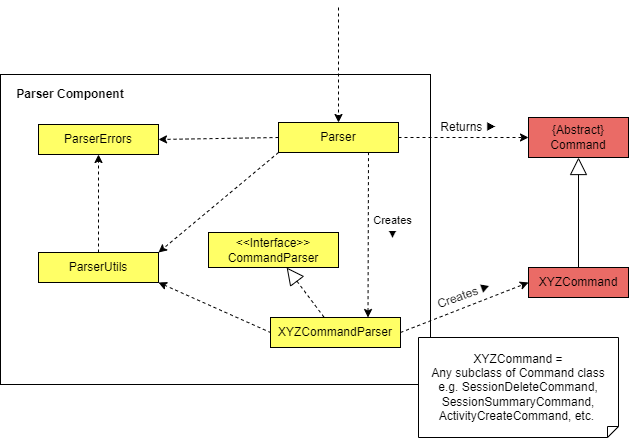 Parser Component
ParserErrors
Parser
Returns ▶
{Abstract}
Command
Creates
▼
<<Interface>>
CommandParser
ParserUtils
XYZCommand
Creates ▶
XYZCommandParser
XYZCommand =
Any subclass of Command class
e.g. SessionDeleteCommand,
SessionSummaryCommand,
ActivityCreateCommand, etc.